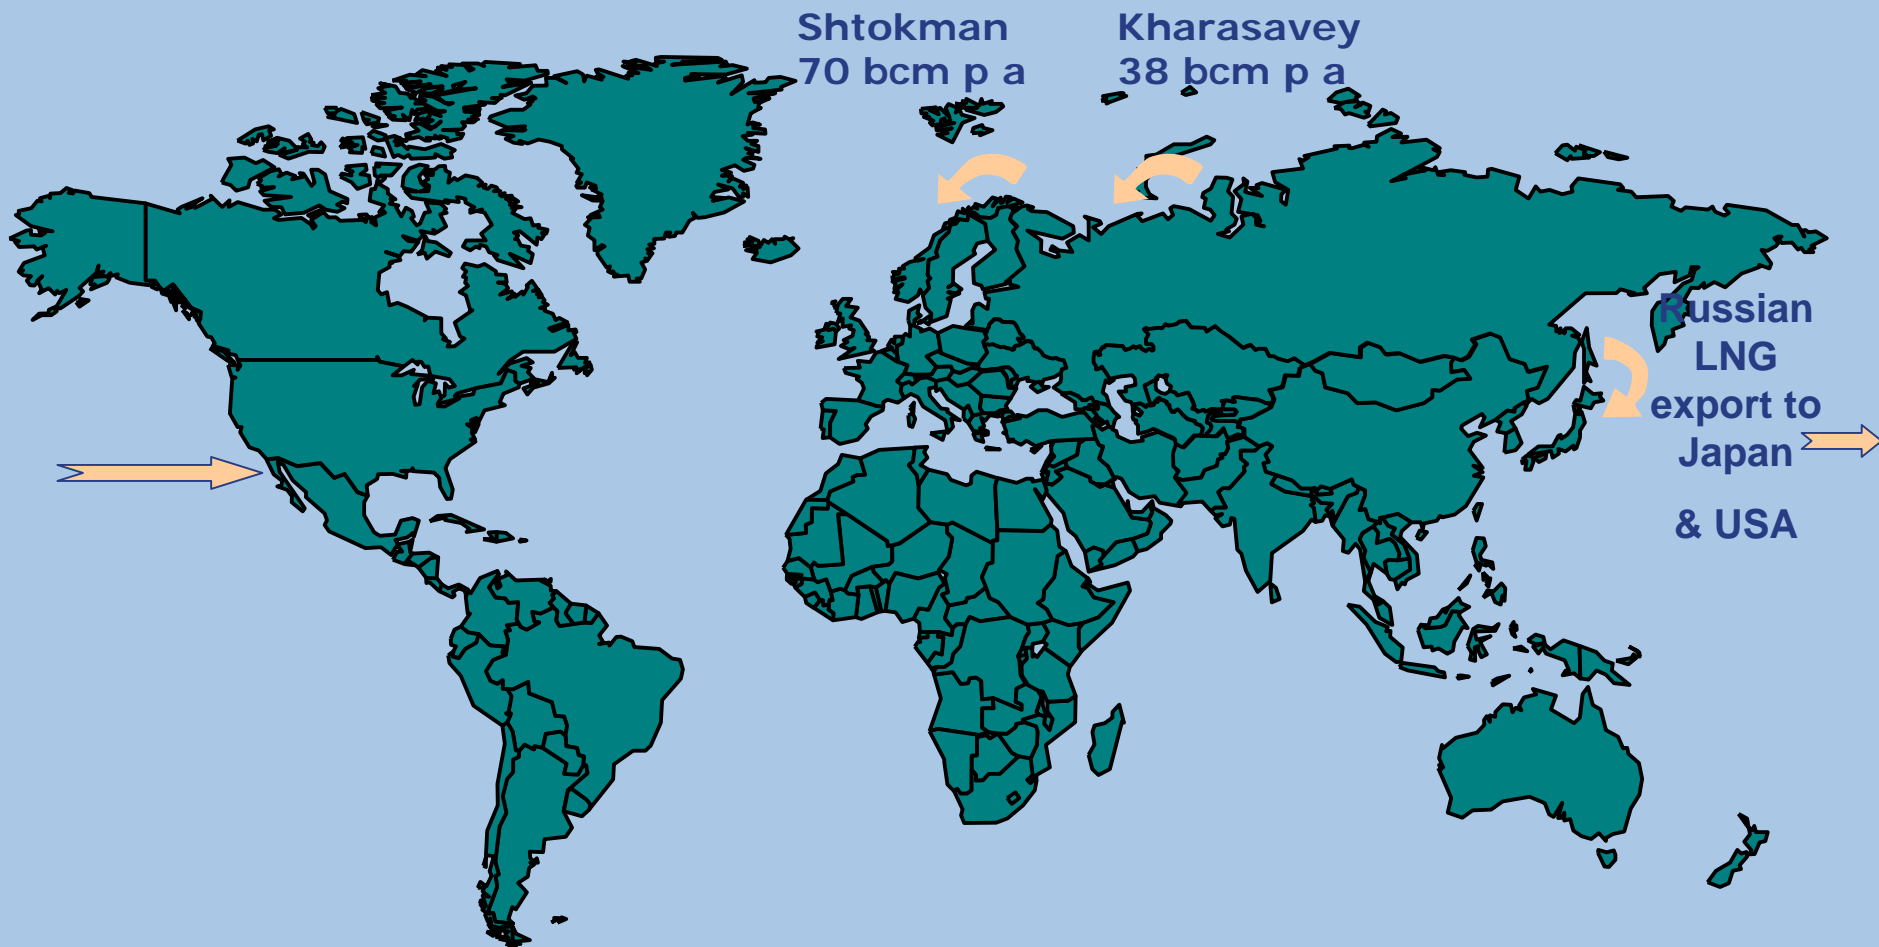 Shtokman
70 bcm p a
Kharasavey
38 bcm p a
Russian
LNG
export to
Japan
& USA